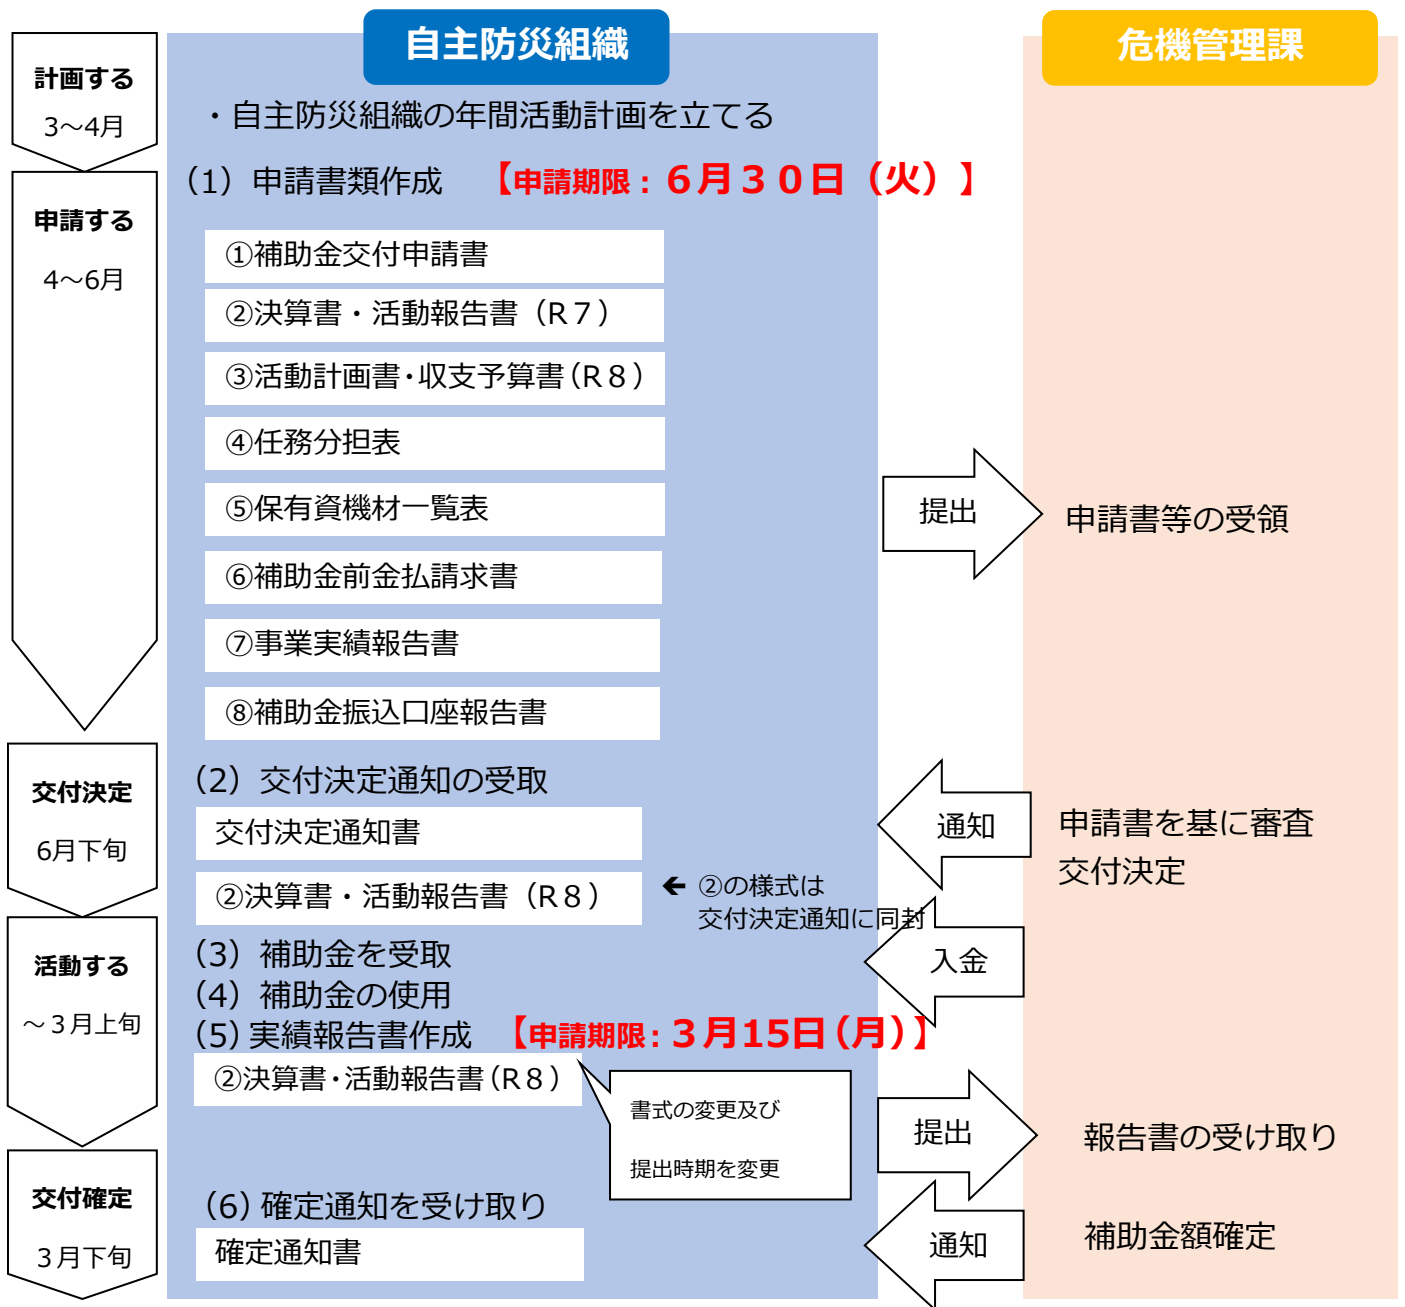 自主防災組織
危機管理課
計画する
3～4月
・自主防災組織の年間活動計画を立てる
（1）申請書類作成 【申請期限：６月３０日（火）】
申請する
4～6月
①補助金交付申請書
②決算書・活動報告書（R７）
③活動計画書・収支予算書（R８）
④任務分担表
⑤保有資機材一覧表
⑥補助金前金払請求書
⑦事業実績報告書
⑧補助金振込口座報告書
提出
申請書等の受領
交付決定
6月下旬
（2）交付決定通知の受取
交付決定通知書
②決算書・活動報告書（R８）
← ②の様式は
交付決定通知に同封
通知
申請書を基に審査
交付決定
活動する
～３月上旬
（3）補助金を受取
（4）補助金の使用
（5）実績報告書作成 【申請期限：３月15日（月）】
②決算書・活動報告書（R８）
入金
書式の変更及び
提出時期を変更
提出
報告書の受け取り
交付確定
３月下旬
（6）確定通知を受け取り
確定通知書
通知
補助金額確定